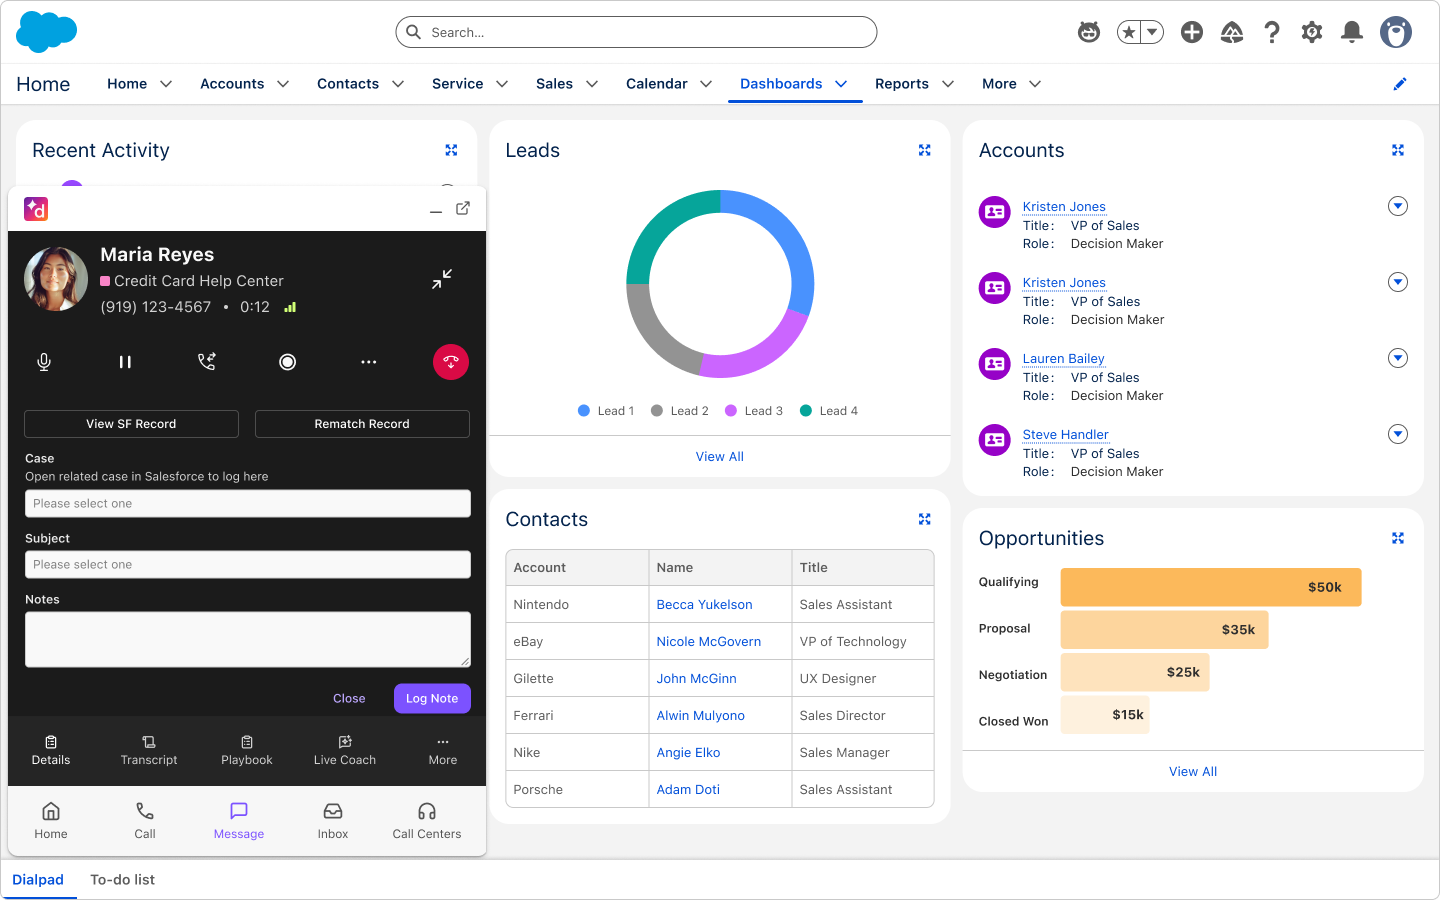 Search...
Home
Home Accounts Contacts Service Sales Calendar Dashboards Reports More
Recent Activity
d
Maria Reyes
Credit Card Help Center
(919) 123-4567 • 0:12
View SF Record Rematch Record
Case
Open related case in Salesforce to log here
Please select one
Subject
Please select one
Notes
Close Log Note
Details Transcript Playbook Live Coach More
Home Call Message Inbox Call Centers
Leads
Lead 1 Lead 2 Lead 3 Lead 4
View All
Contacts
Account Name Title
Nintendo Becca Yukelson Sales Assistant
eBay Nicole McGovern VP of Technology
Gilette John McGinn UX Designer
Ferrari Alwin Mulyono Sales Director
Nike Angie Elko Sales Manager
Porsche Adam Doti Sales Assistant
Accounts
Kristen Jones
Title: VP of Sales
Role: Decision Maker
Kristen Jones
Title: VP of Sales
Role: Decision Maker
Lauren Bailey
Title: VP of Sales
Role: Decision Maker
Steve Handler
Title: VP of Sales
Role: Decision Maker
Opportunities
Qualifying $50k
Proposal $35k
Negotiation $25k
Closed Won $15k
View All
Dialpad To-do list